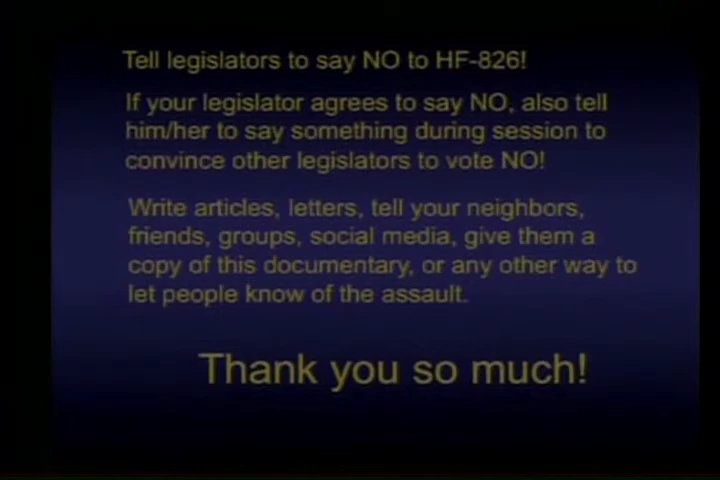 Tell legislators to say NO to HF-826!
If your legislator agrees to say NO, also tell
him/her to say something during session to
convince other legislators to vote NO!
Write articles, letters, tell your neighbors,
friends, groups, social media, give them a
copy of this documentary, or any other way to
let people know of the assault.
Thank you so much!